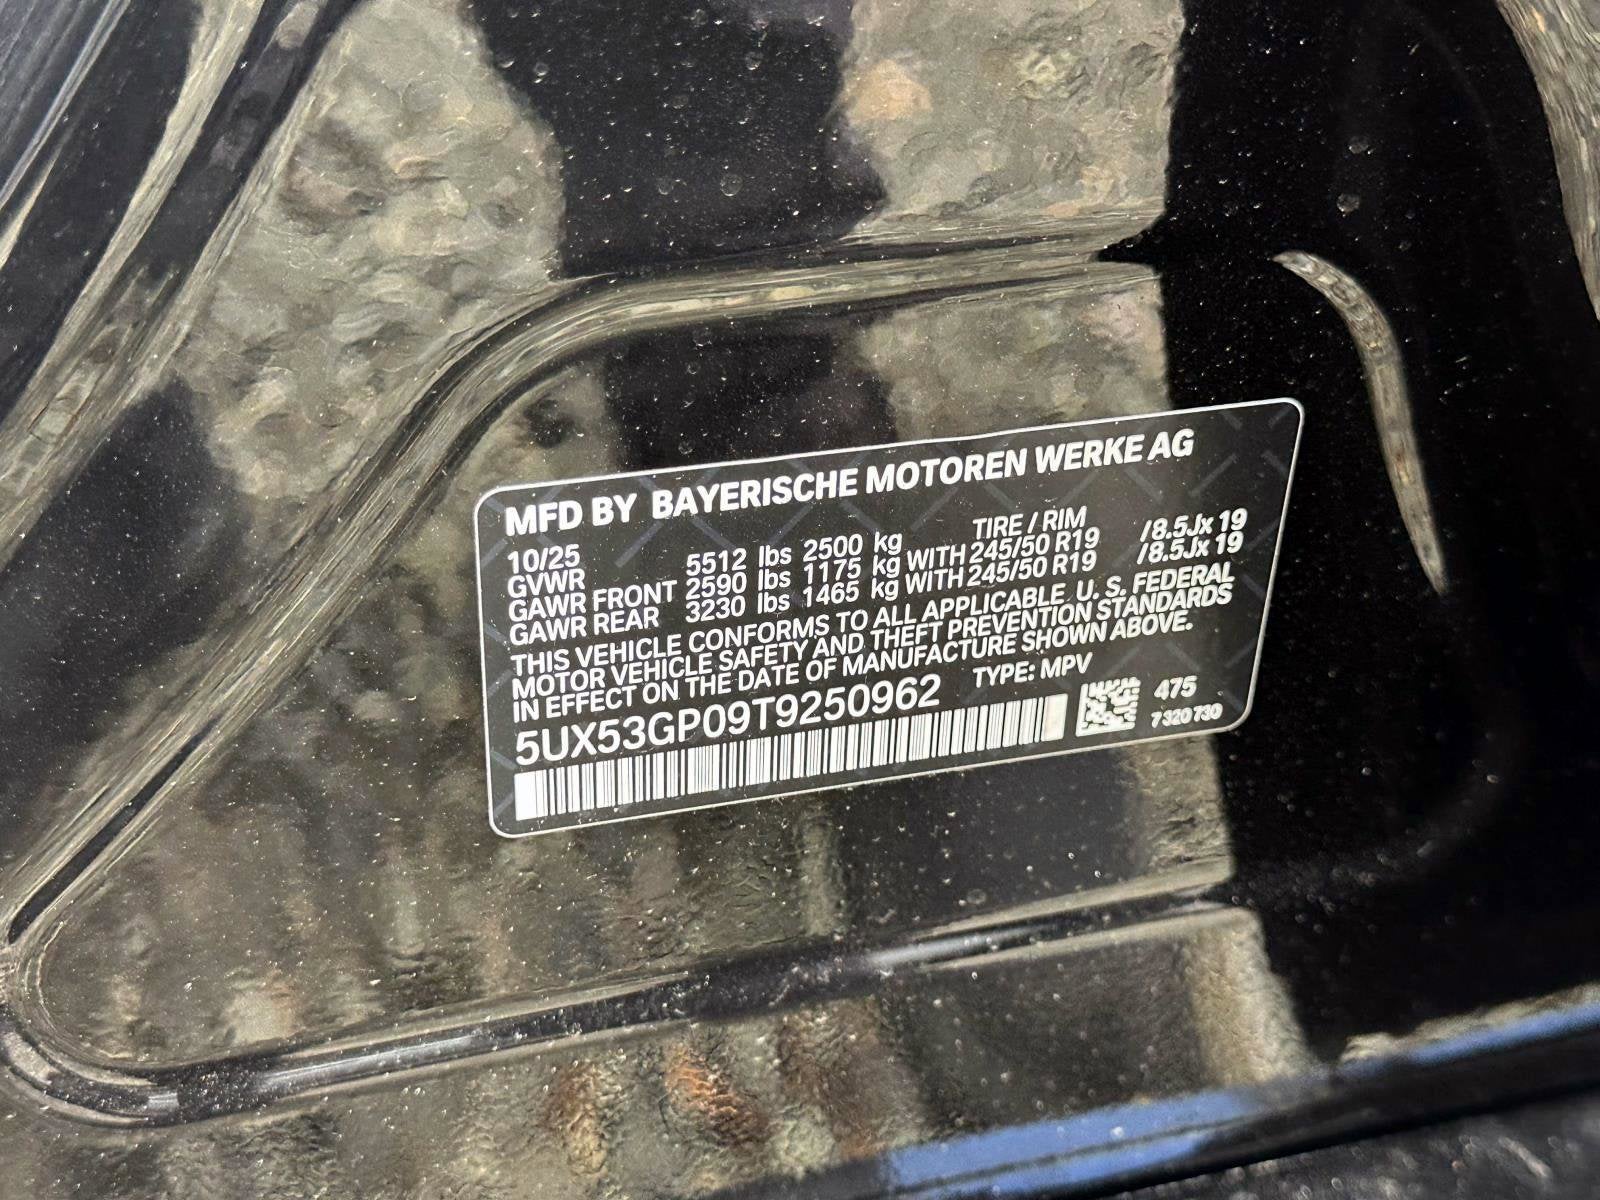 MFD BY BAYERISCHE MOTOREN WERKE AG
10/25 TIRE / RIM
GVWR 5512 lbs 2500 kg
GAWR FRONT 2590 lbs 1175 kg WITH 245/50 R19 /8.5Jx 19
GAWR REAR 3230 lbs 1465 kg WITH 245/50 R19 /8.5Jx 19
THIS VEHICLE CONFORMS TO ALL APPLICABLE U. S. FEDERAL
MOTOR VEHICLE SAFETY AND THEFT PREVENTION STANDARDS
IN EFFECT ON THE DATE OF MANUFACTURE SHOWN ABOVE.
5UX53GP09T9250962 TYPE: MPV
475
7 320 730